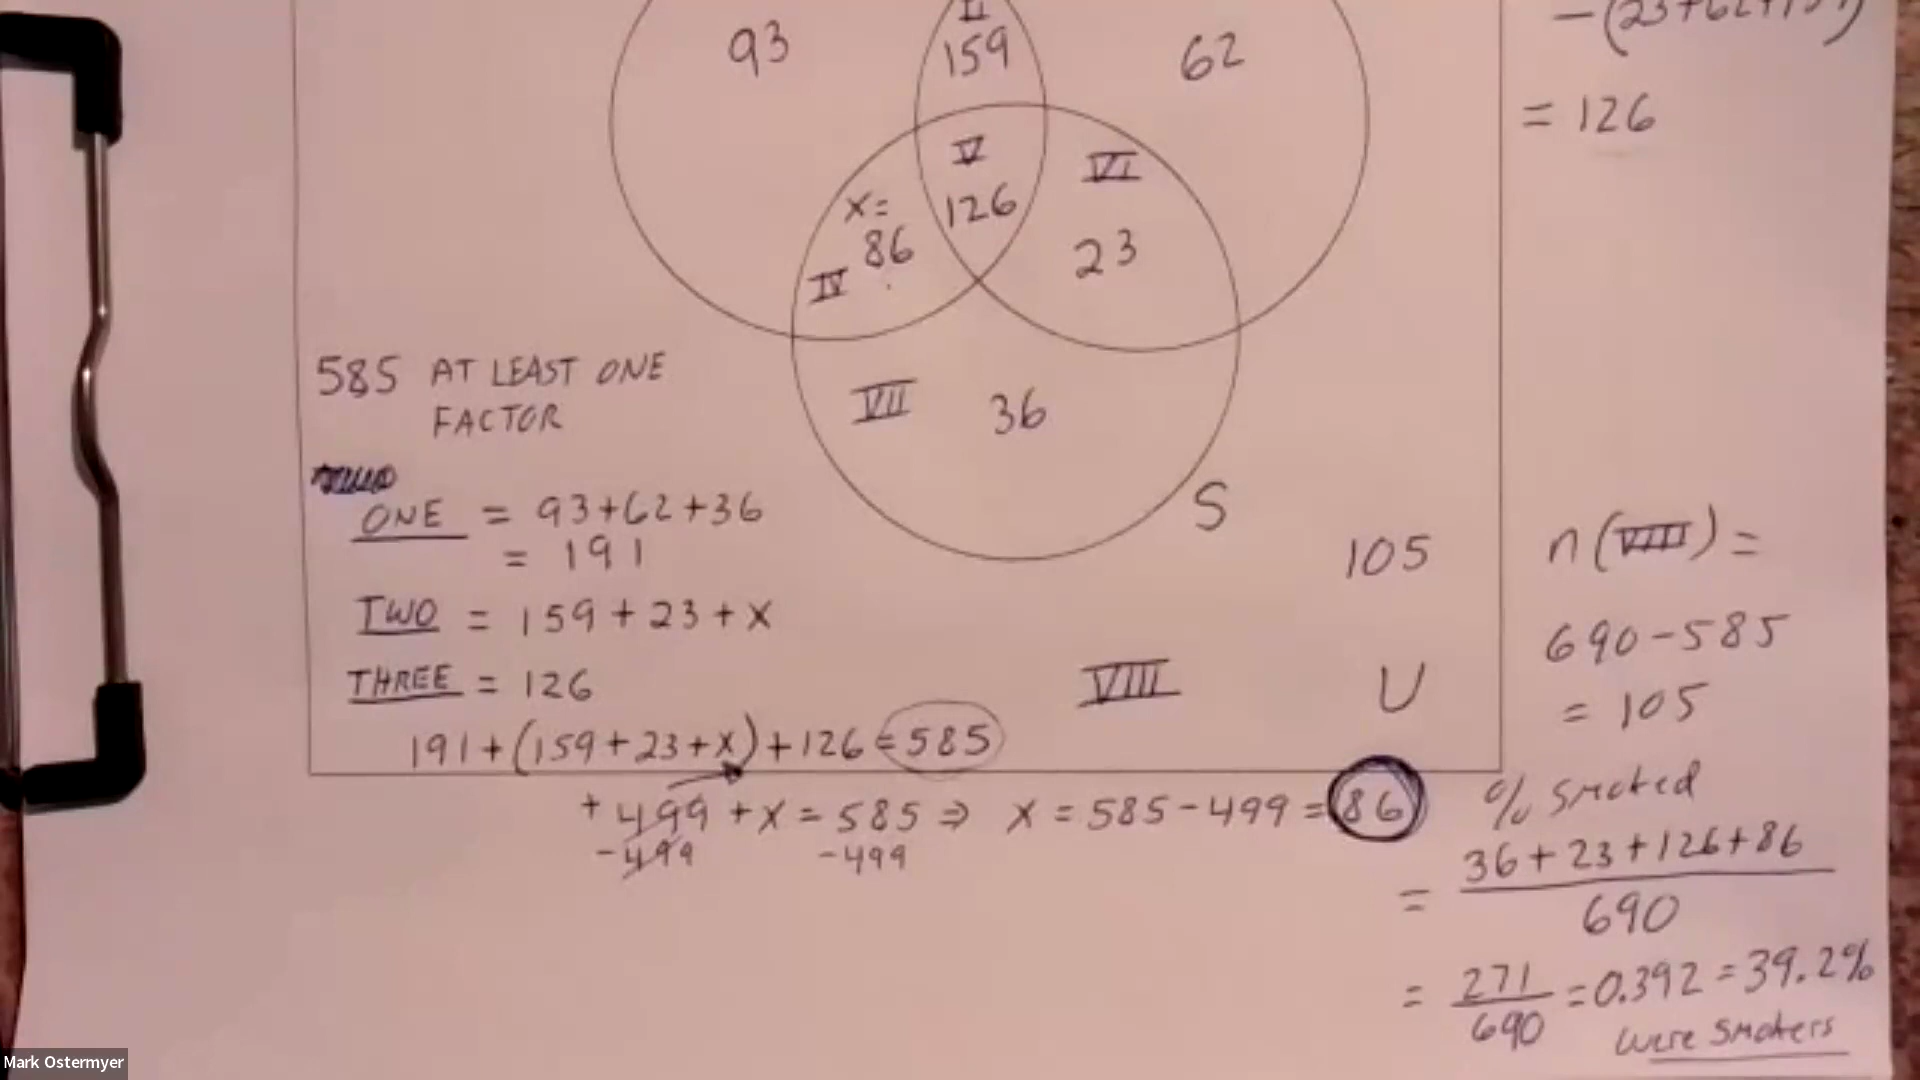 II
93
159
62
-(23+62+159)
= 126
V
VI
X=
126
86
23
IV
585 AT LEAST ONE
FACTOR
VII
36
S
ONE = 93+62+36
= 191
105
n(VIII) =
TWO = 159 + 23 + X
690-585
THREE = 126
VIII
U
= 105
191+(159+23+X)+126=585
% smoked
+ 499 + X = 585 ⇒ X = 585-499 = 86
-499
-499
36+23+126+86
=
690
= 271/690 = 0.392 = 39.2%
were smokers
Mark Ostermyer